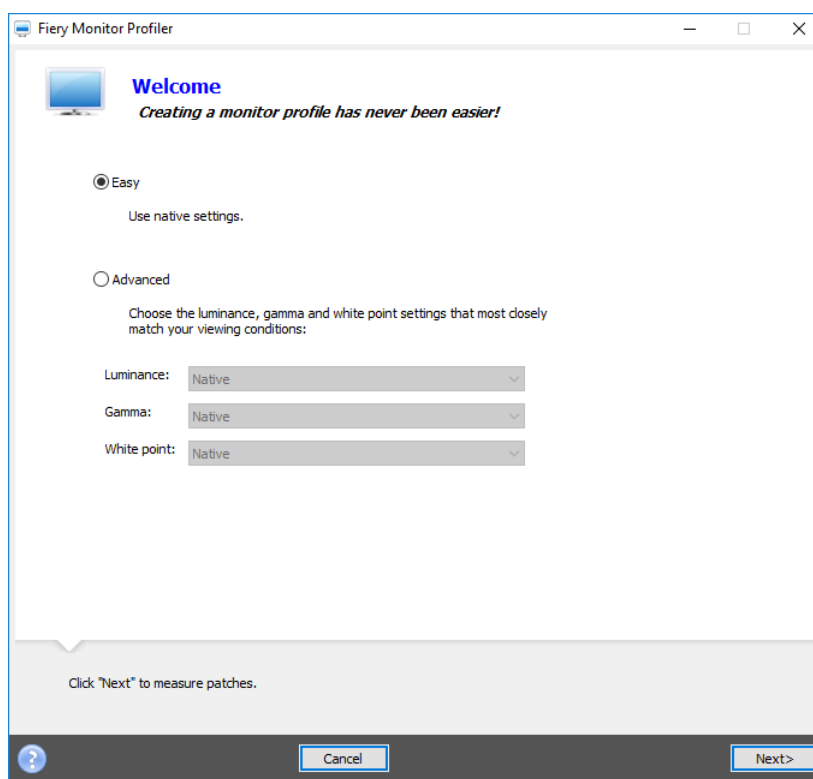 Fiery Monitor Profiler
Welcome
Creating a monitor profile has never been easier!
Easy
Use native settings.
Advanced
Choose the luminance, gamma and white point settings that most closely
match your viewing conditions:
Luminance: Native
Gamma: Native
White point: Native
Click "Next" to measure patches.
? Cancel Next>